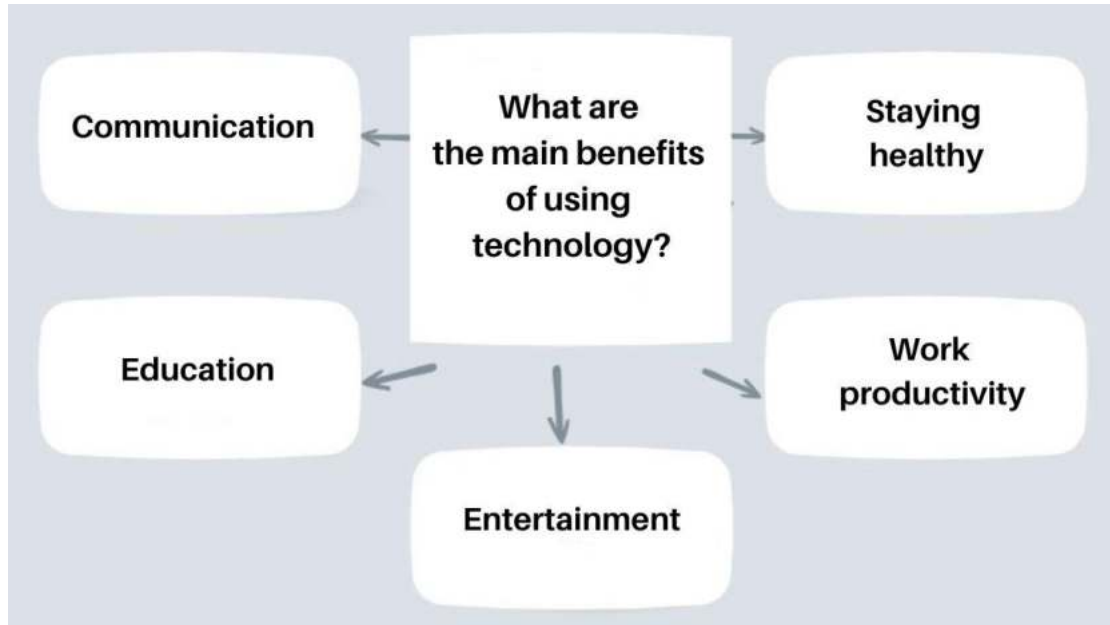 What are
the main benefits
of using
technology?
Communication
Staying
healthy
Education
Work
productivity
Entertainment